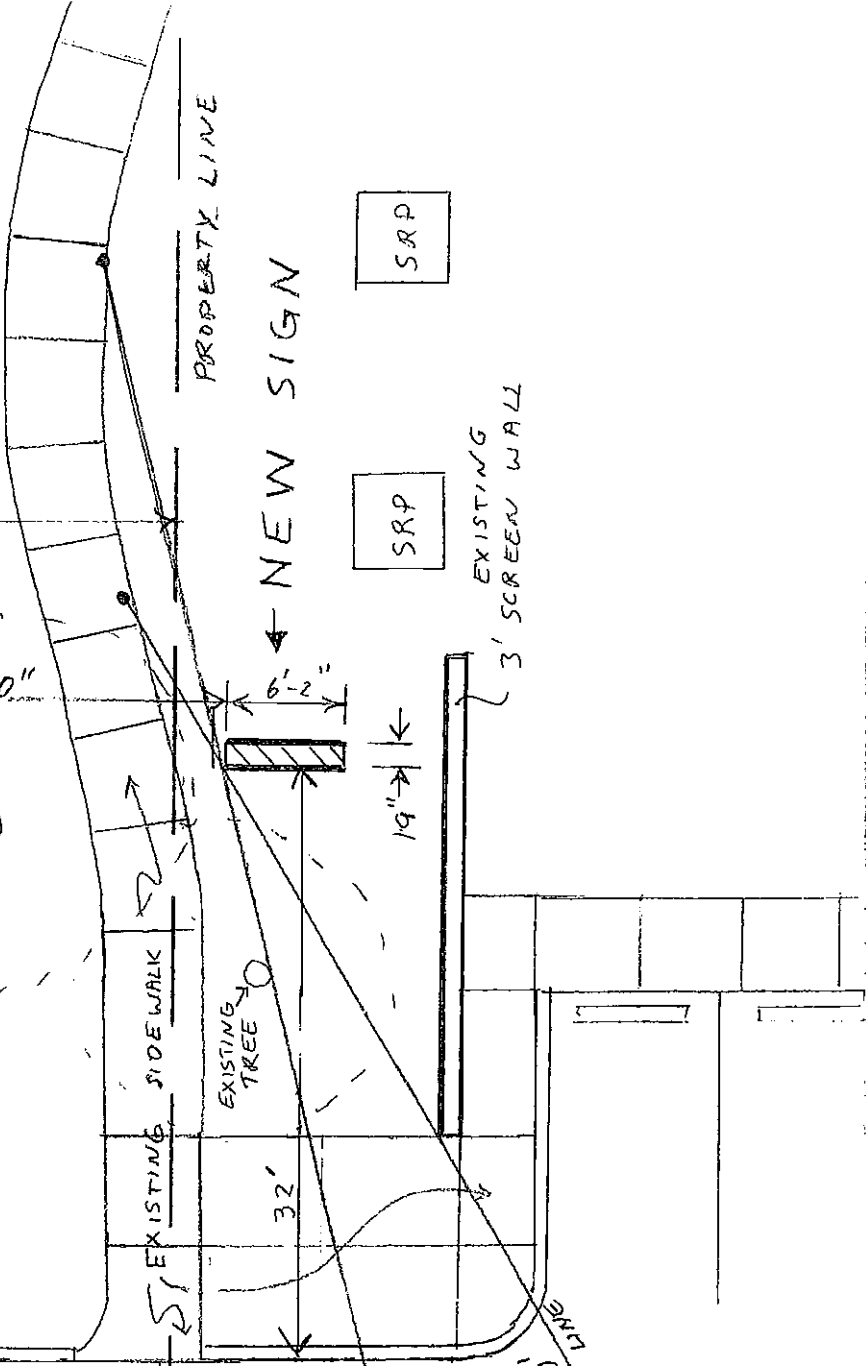 PROPERTY LINE
NEW SIGN
SRP
SRP
EXISTING
3' SCREEN WALL
0"
6'-2"
19"
EXISTING SIDEWALK
EXISTING
TREE
32'
LINE